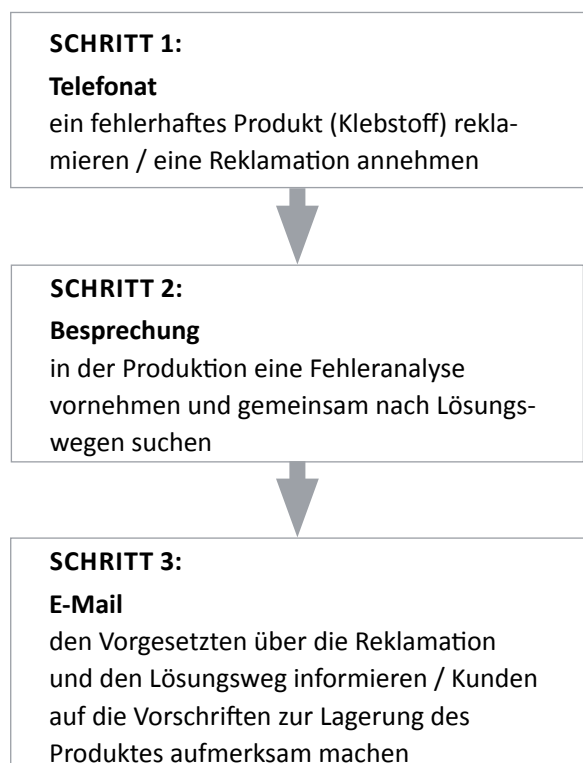 SCHRITT 1:
Telefonat
ein fehlerhaftes Produkt (Klebstoff) rekla-
mieren / eine Reklamation annehmen
SCHRITT 2:
Besprechung
in der Produktion eine Fehleranalyse
vornehmen und gemeinsam nach Lösungs-
wegen suchen
SCHRITT 3:
E-Mail
den Vorgesetzten über die Reklamation
und den Lösungsweg informieren / Kunden
auf die Vorschriften zur Lagerung des
Produktes aufmerksam machen